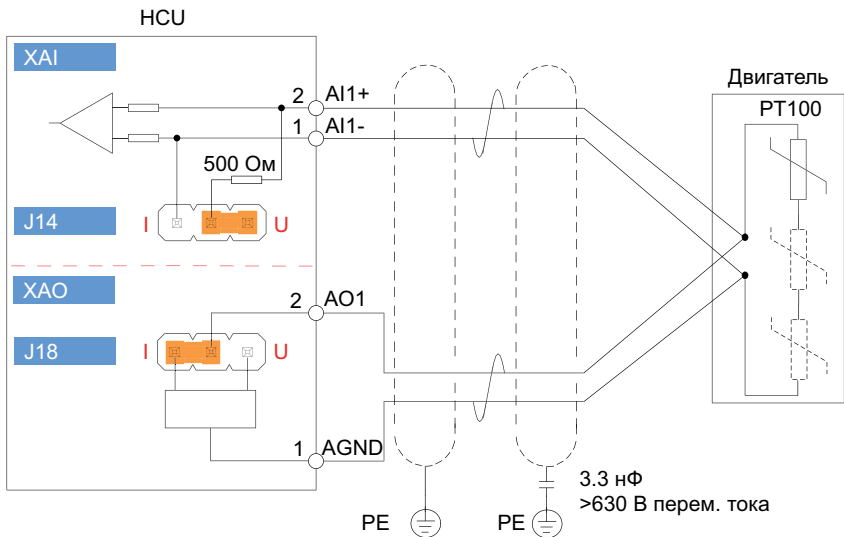 HCU
XAI
2 AI1+
1 AI1-
500 Ом
J14
I U
XAO
2 AO1
J18
I U
1 AGND
Двигатель
PT100
3.3 нФ
>630 В перем. тока
PE
PE